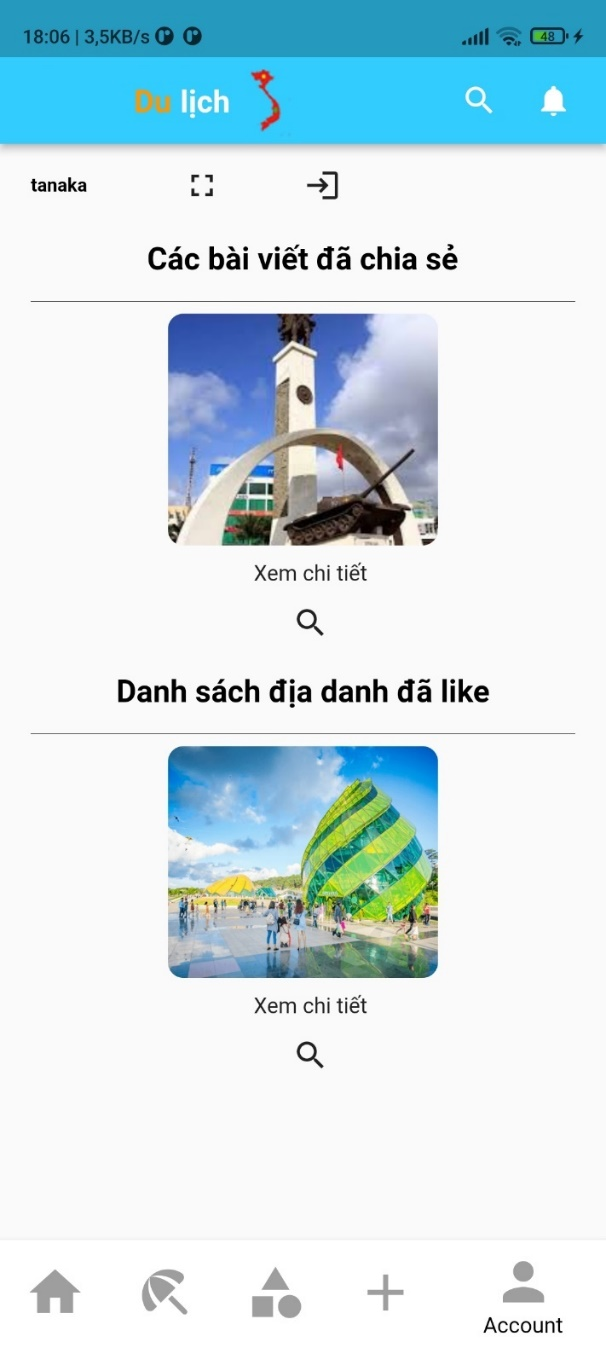 18:06 | 3,5KB/s
48
Du lịch
tanaka
Các bài viết đã chia sẻ
Xem chi tiết
Danh sách địa danh đã like
Xem chi tiết
Account